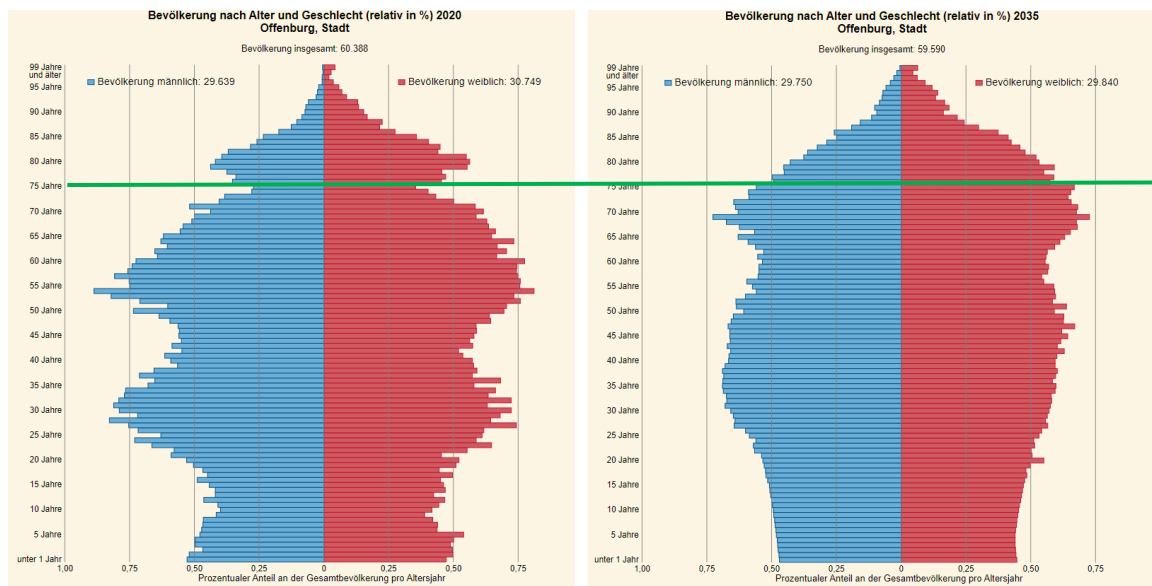 Bevölkerung nach Alter und Geschlecht (relativ in %) 2020
Offenburg, Stadt
Bevölkerung insgesamt: 60.388
Bevölkerung männlich: 29.639
Bevölkerung weiblich: 30.749
99 Jahre
und älter
95 Jahre
90 Jahre
85 Jahre
80 Jahre
75 Jahre
70 Jahre
65 Jahre
60 Jahre
55 Jahre
50 Jahre
45 Jahre
40 Jahre
35 Jahre
30 Jahre
25 Jahre
20 Jahre
15 Jahre
10 Jahre
5 Jahre
unter 1 Jahr
1,00 0,75 0,50 0,25 0 0,25 0,50 0,75
Prozentualer Anteil an der Gesamtbevölkerung pro Altersjahr
Bevölkerung nach Alter und Geschlecht (relativ in %) 2035
Offenburg, Stadt
Bevölkerung insgesamt: 59.590
Bevölkerung männlich: 29.750
Bevölkerung weiblich: 29.840
99 Jahre
und älter
95 Jahre
90 Jahre
85 Jahre
80 Jahre
75 Jahre
70 Jahre
65 Jahre
60 Jahre
55 Jahre
50 Jahre
45 Jahre
40 Jahre
35 Jahre
30 Jahre
25 Jahre
20 Jahre
15 Jahre
10 Jahre
5 Jahre
unter 1 Jahr
1,00 0,75 0,50 0,25 0 0,25 0,50 0,75
Prozentualer Anteil an der Gesamtbevölkerung pro Altersjahr